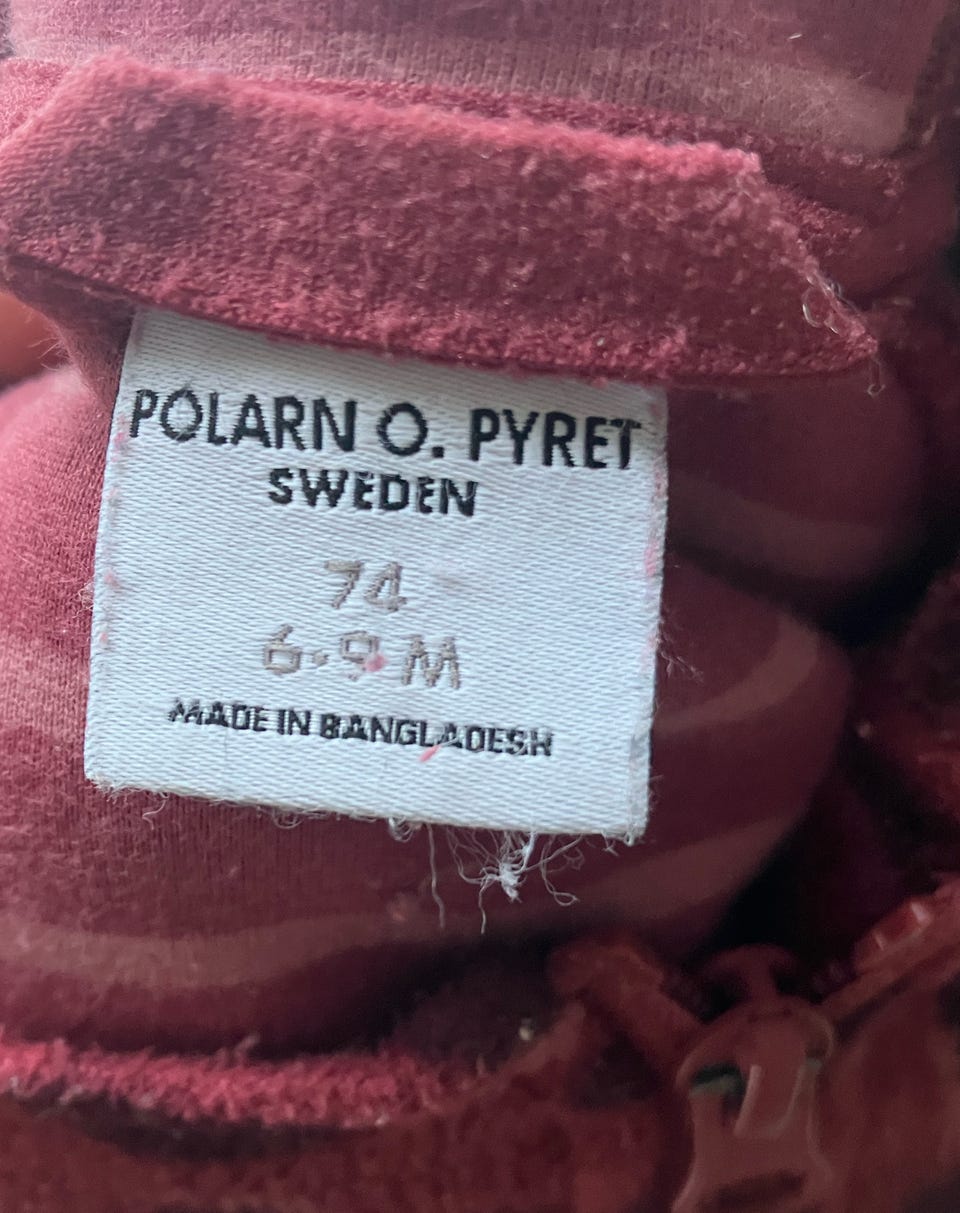 POLARN O. PYRET
SWEDEN
74
6-9 M
MADE IN BANGLADESH